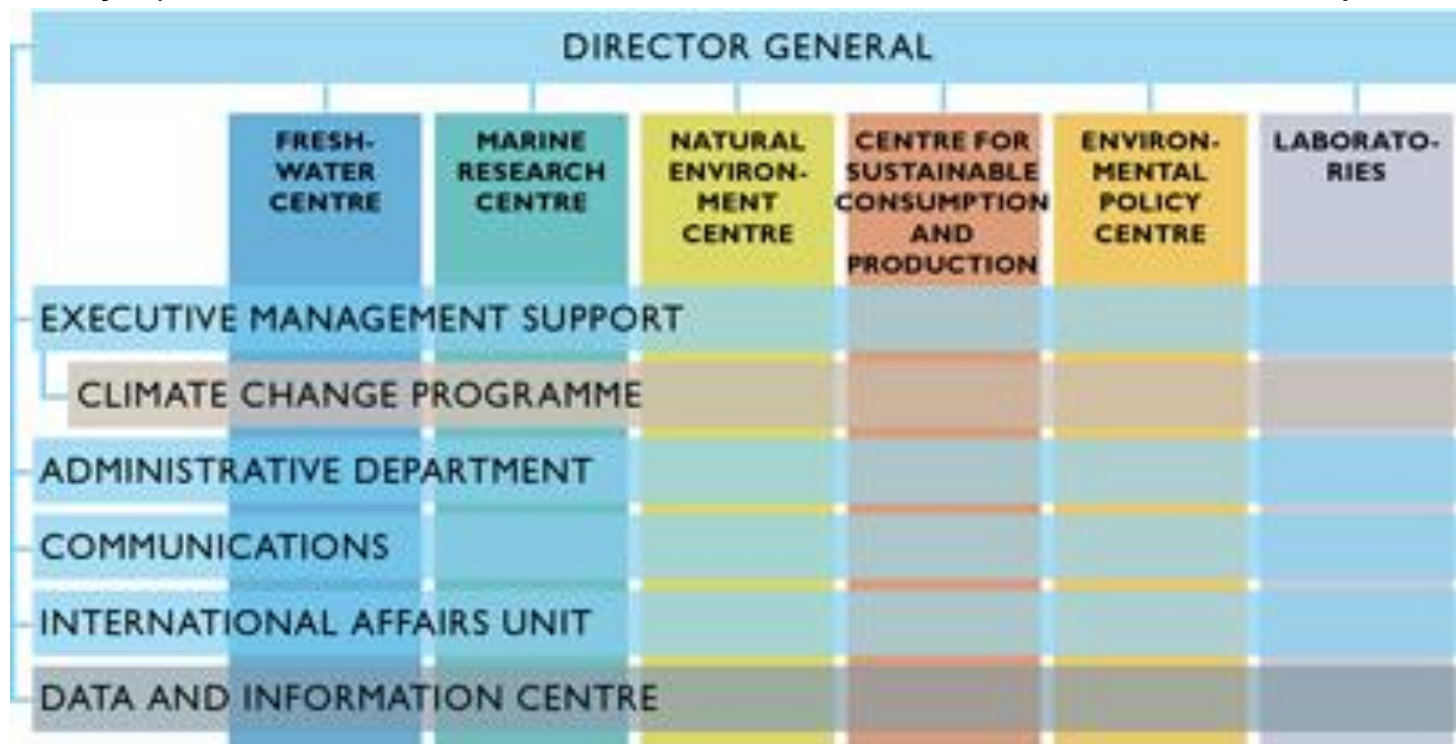 DIRECTOR GENERAL
FRESH-
WATER
CENTRE
MARINE
RESEARCH
CENTRE
NATURAL
ENVIRON-
MENT
CENTRE
CENTRE FOR
SUSTAINABLE
CONSUMPTION
AND
PRODUCTION
ENVIRON-
MENTAL
POLICY
CENTRE
LABORATO-
RIES
EXECUTIVE MANAGEMENT SUPPORT
CLIMATE CHANGE PROGRAMME
ADMINISTRATIVE DEPARTMENT
COMMUNICATIONS
INTERNATIONAL AFFAIRS UNIT
DATA AND INFORMATION CENTRE